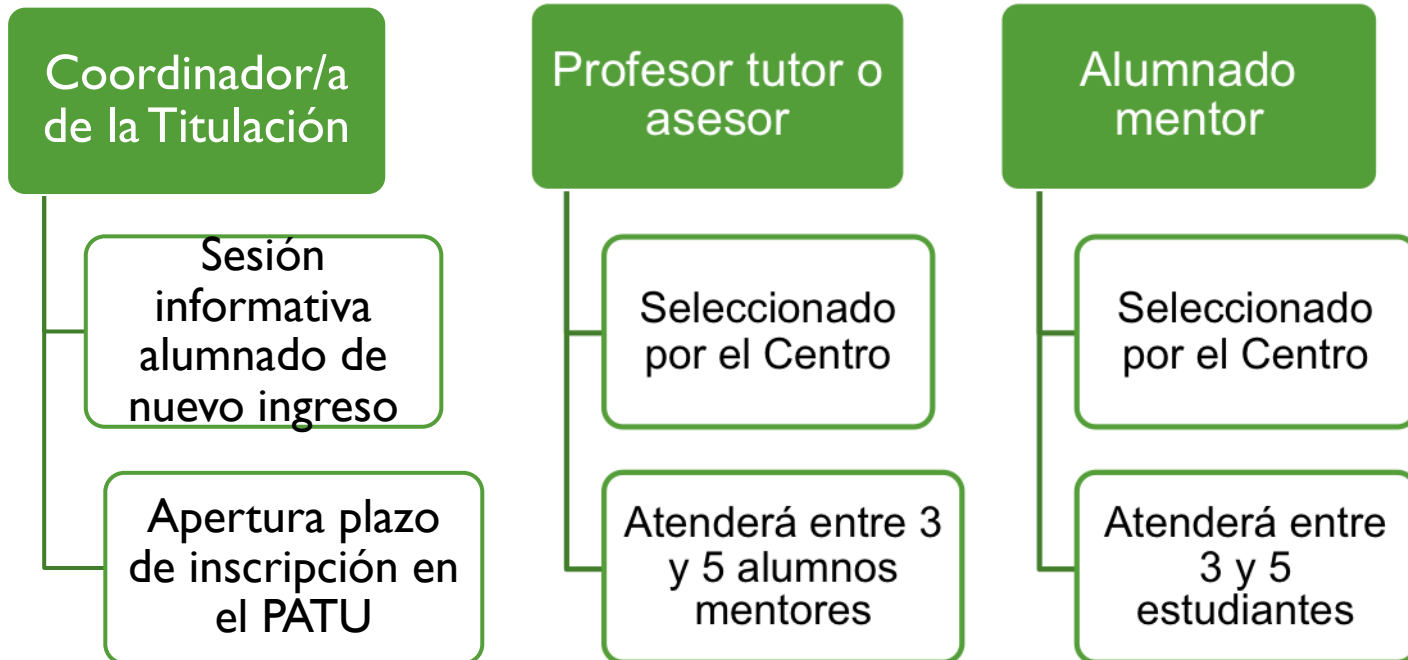 Coordinador/a
de la Titulación
Sesión
informativa
alumnado de
nuevo ingreso
Apertura plazo
de inscripción en
el PATU
Profesor tutor o
asesor
Seleccionado
por el Centro
Atenderá entre 3
y 5 alumnos
mentores
Alumnado
mentor
Seleccionado
por el Centro
Atenderá entre
3 y 5
estudiantes